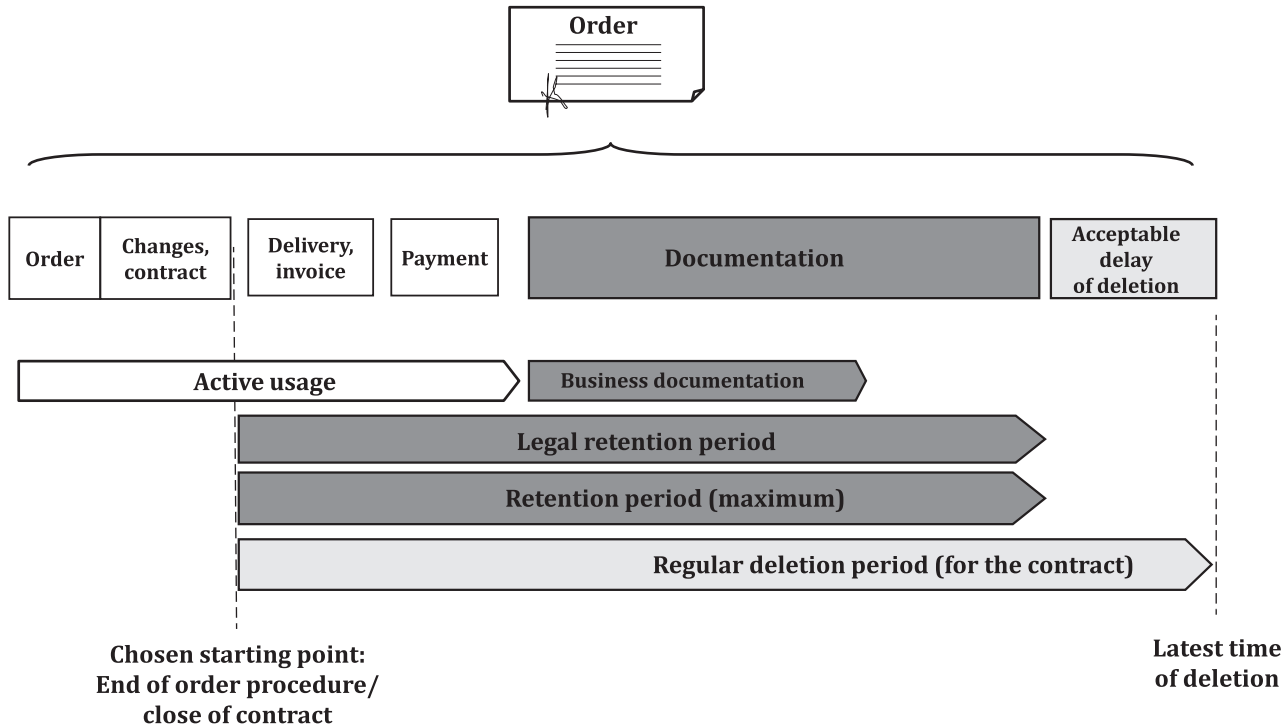 Order
Order
Changes,
contract
Delivery,
invoice
Payment
Documentation
Acceptable
delay
of deletion
Active usage
Business documentation
Legal retention period
Retention period (maximum)
Regular deletion period (for the contract)
Chosen starting point:
End of order procedure/
close of contract
Latest time
of deletion